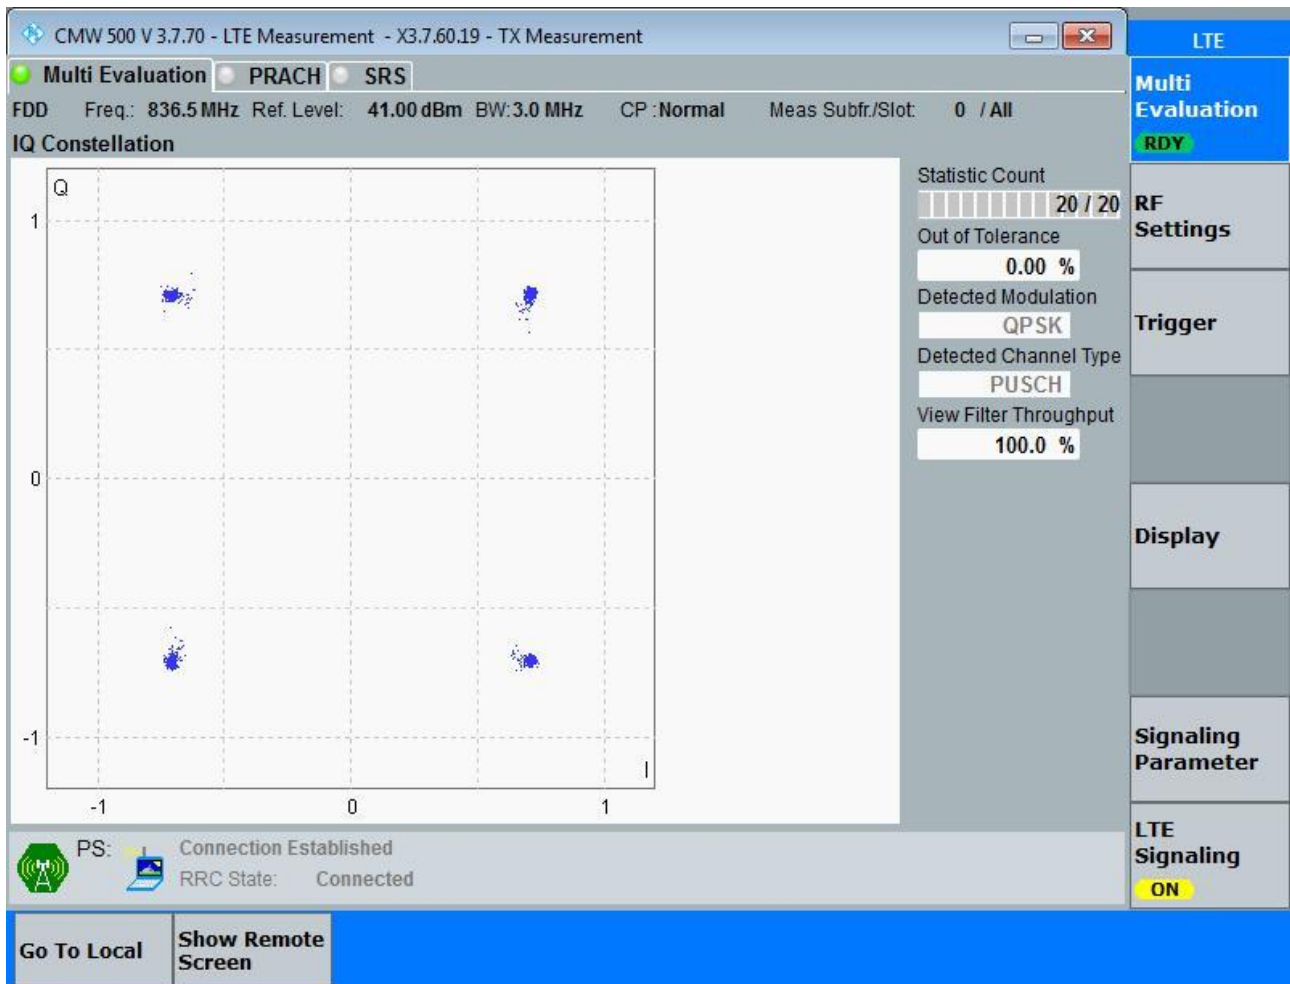 CMW 500 V 3.7.70 - LTE Measurement - X3.7.60.19 - TX Measurement
LTE
Multi Evaluation PRACH SRS
FDD Freq.: 836.5 MHz Ref. Level: 41.00 dBm BW: 3.0 MHz CP : Normal Meas Subfr./Slot: 0 / All
IQ Constellation
Q
1
0
-1
-1 0 1
I
Statistic Count
20 / 20
Out of Tolerance
0.00 %
Detected Modulation
QPSK
Detected Channel Type
PUSCH
View Filter Throughput
100.0 %
Multi
Evaluation
RDY
RF
Settings
Trigger
Display
Signaling
Parameter
LTE
Signaling
ON
PS: Connection Established
RRC State: Connected
Go To Local
Show Remote
Screen